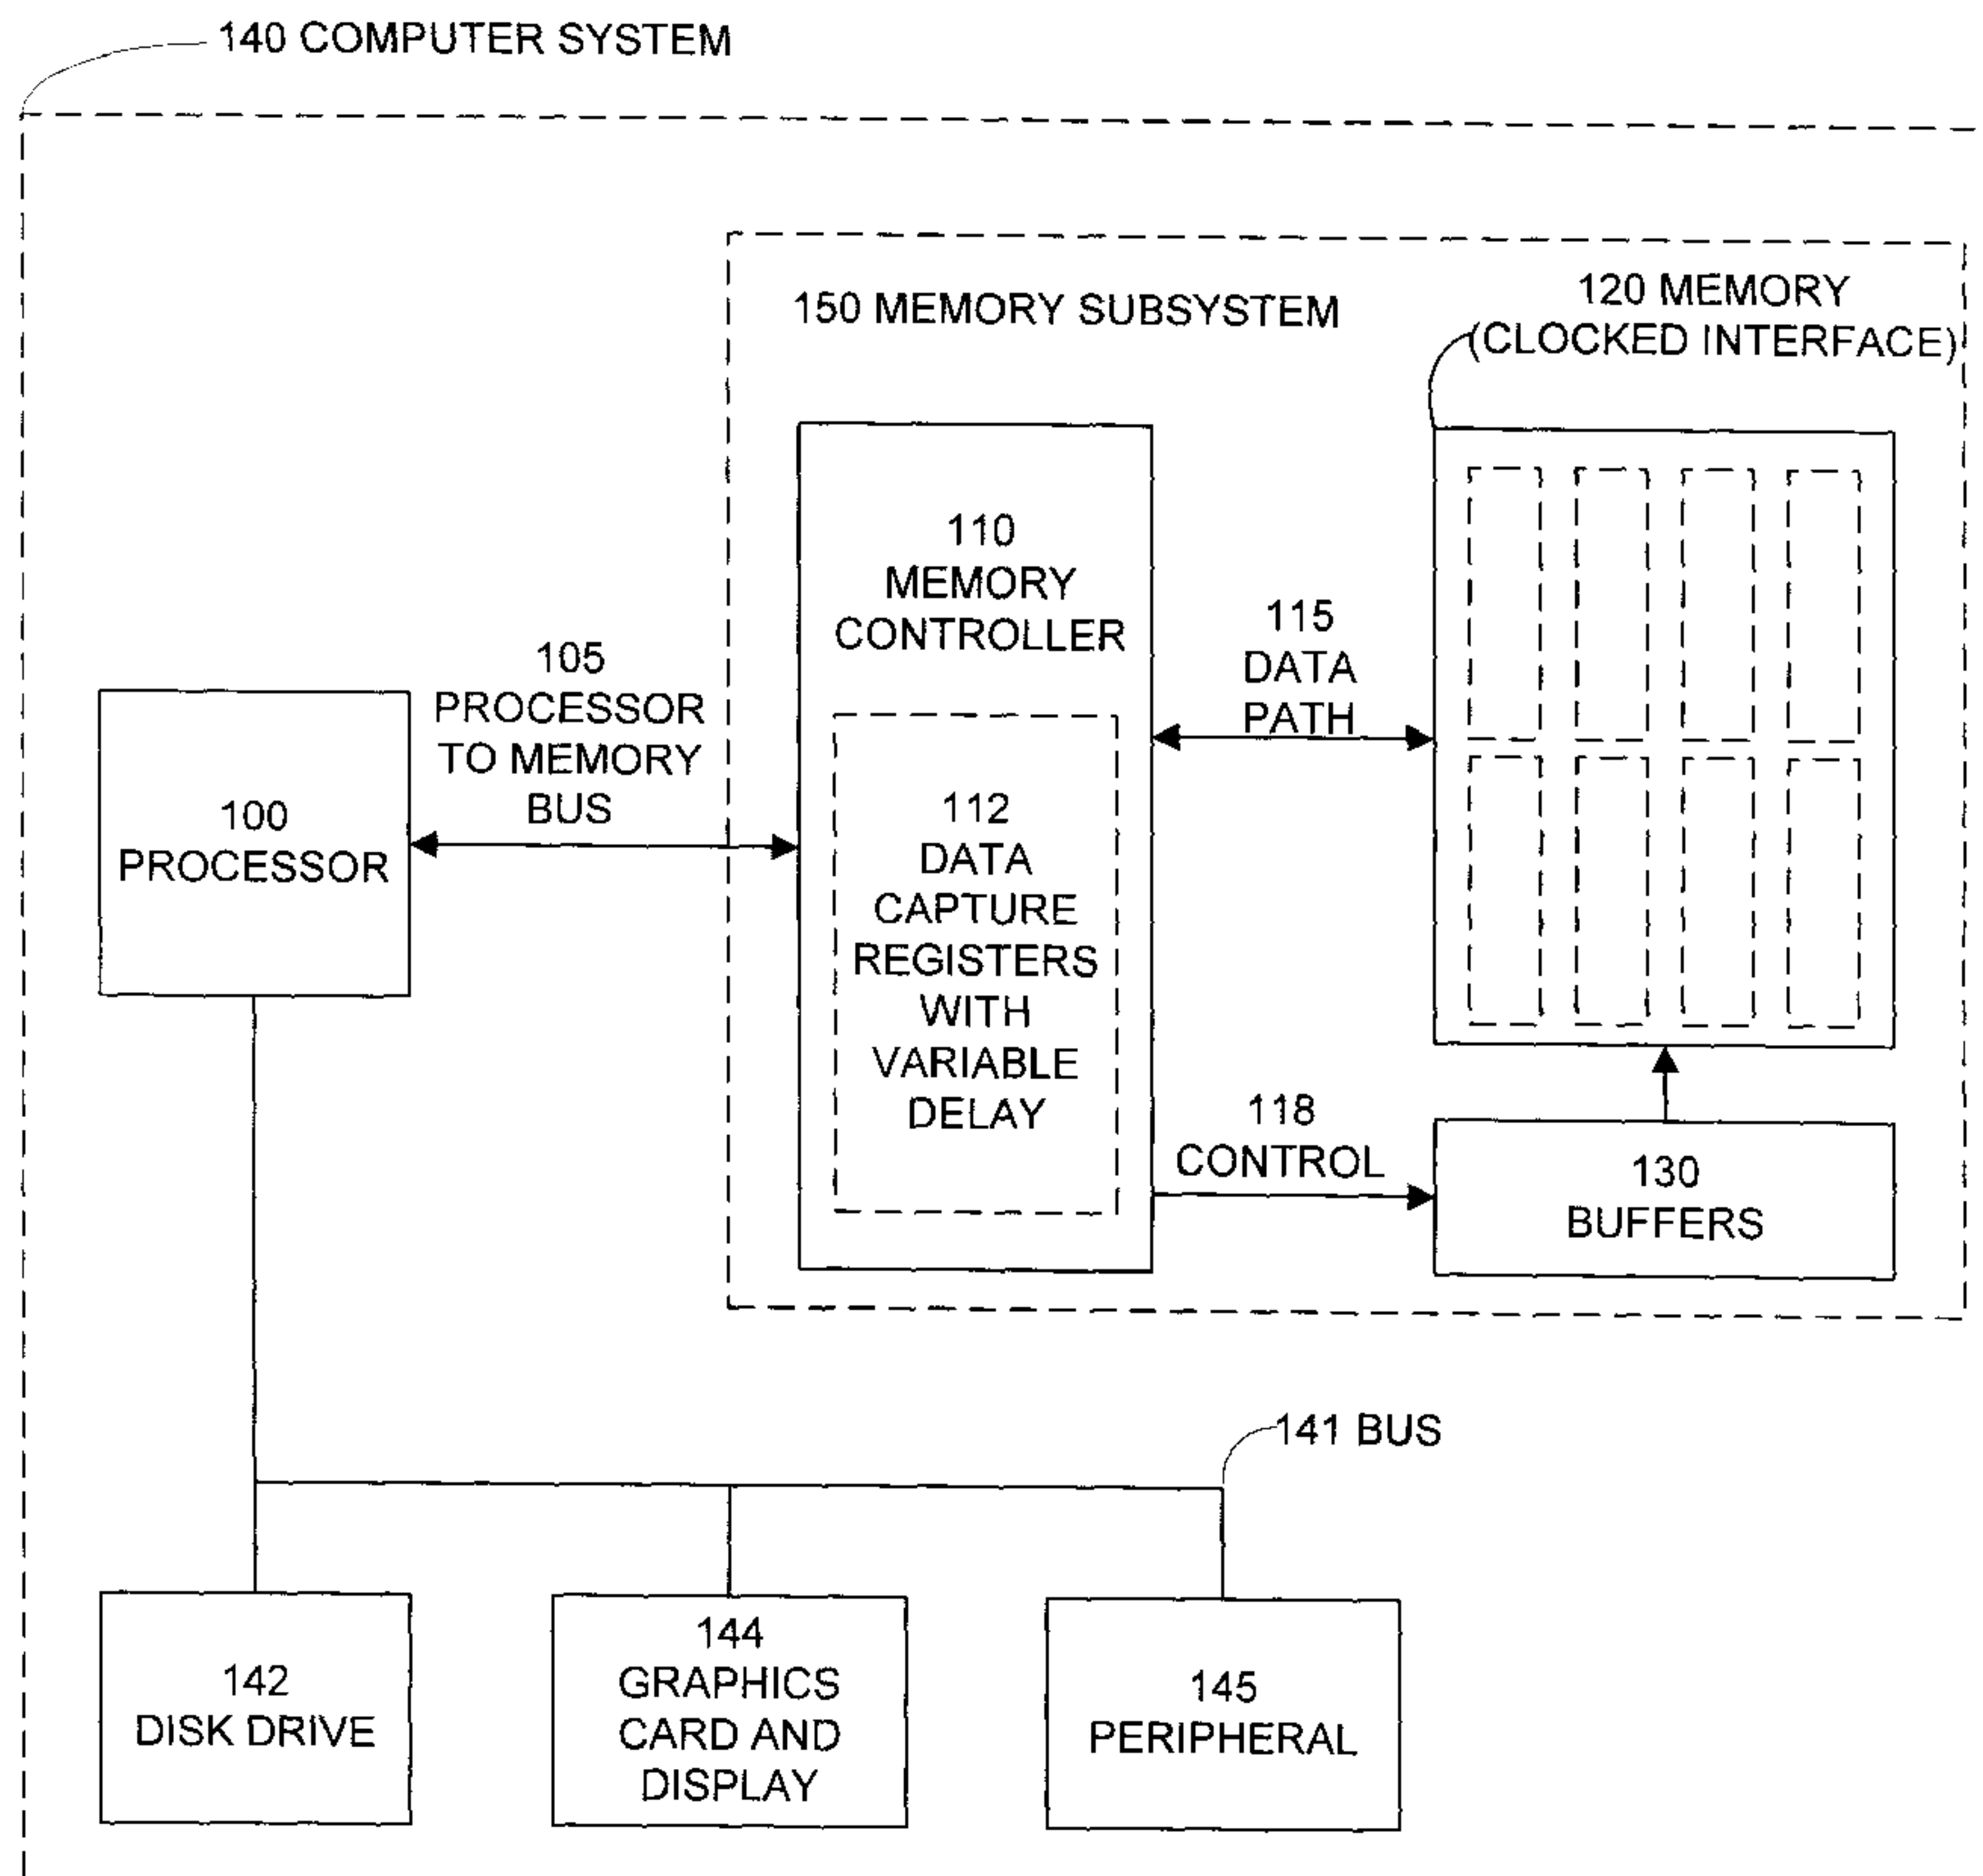 140 COMPUTER SYSTEM
150 MEMORY SUBSYSTEM
120 MEMORY
(CLOCKED INTERFACE)
110
MEMORY
CONTROLLER
115
DATA
PATH
105
PROCESSOR
TO MEMORY
BUS
100
PROCESSOR
112
DATA
CAPTURE
REGISTERS
WITH
VARIABLE
DELAY
118
CONTROL
130
BUFFERS
141 BUS
142
DISK DRIVE
144
GRAPHICS
CARD AND
DISPLAY
145
PERIPHERAL